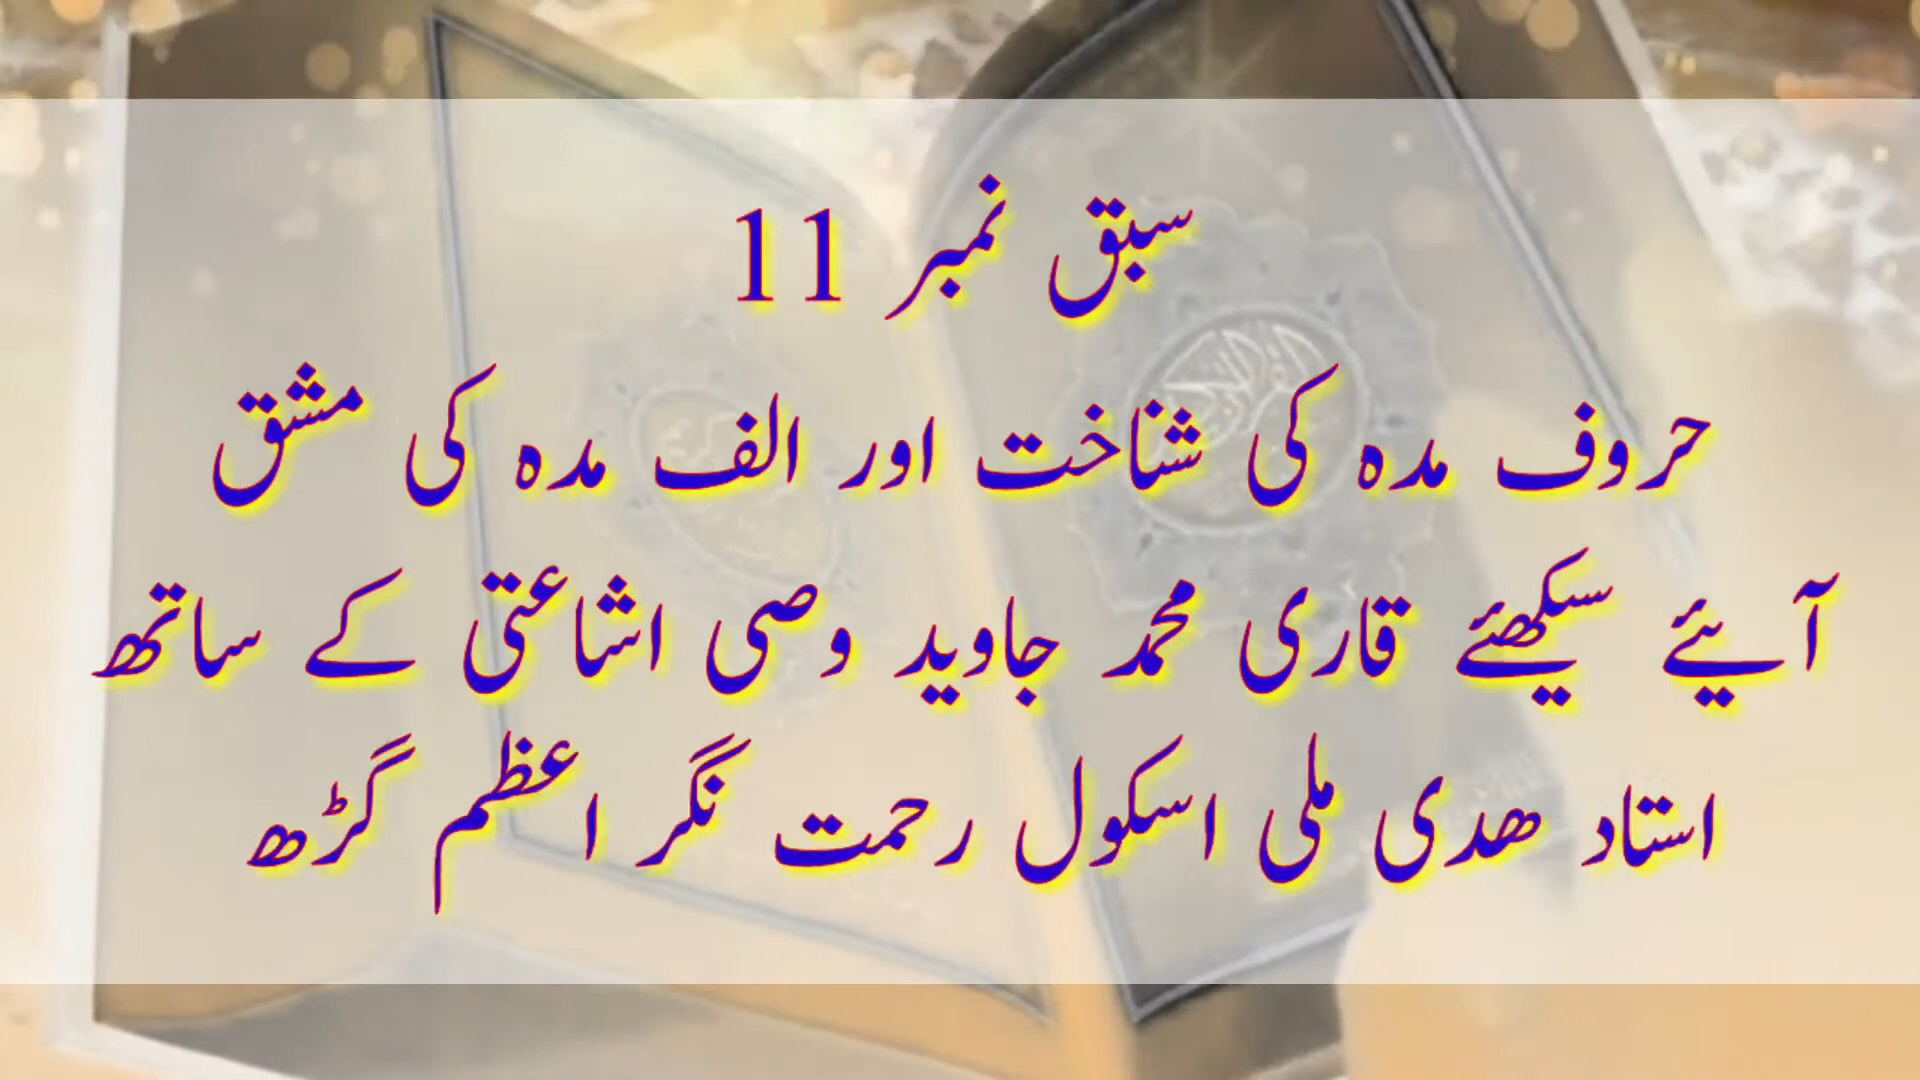 سبق نمبر 11
حروف مدہ کی شناخت اور الف مدہ کی مشق
آیئے سیکھئے قاری محمد جاوید وصی اشاعتی کے ساتھ
استاد ھدی ملی اسکول رحمت نگر اعظم گڑھ